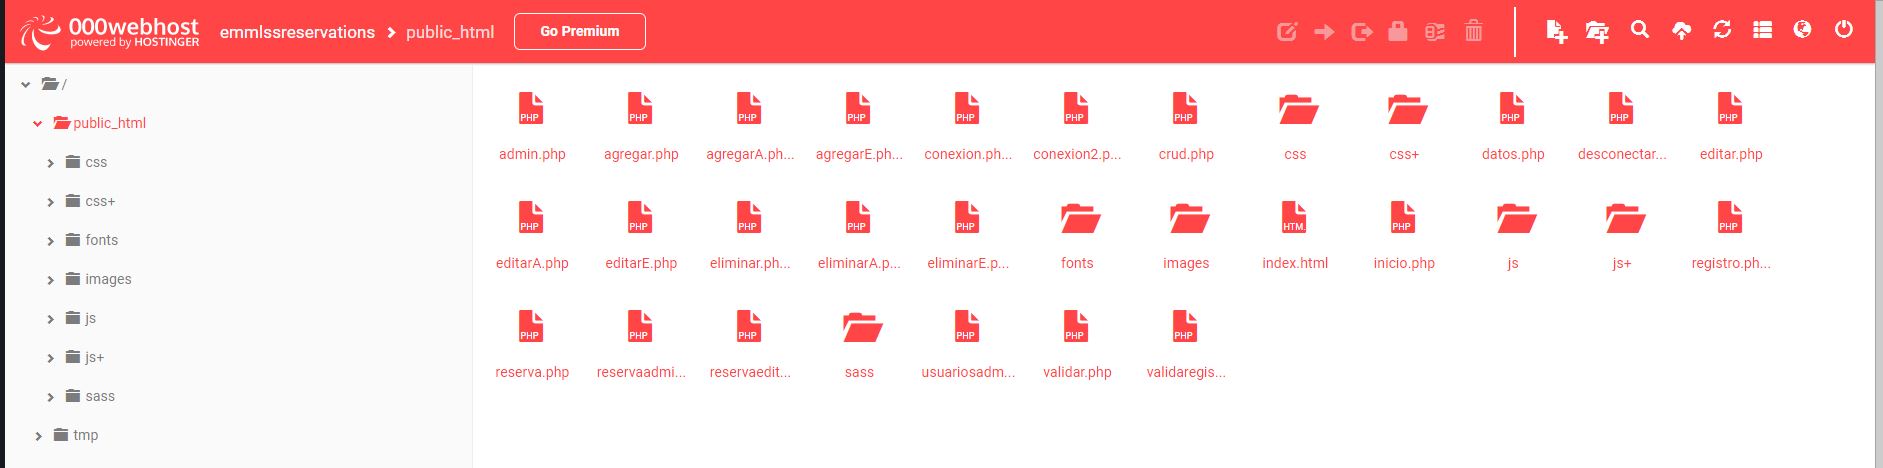 000webhost
powered by HOSTINGER
emmlssreservations > public_html
Go Premium
/
public_html
css
css+
fonts
images
js
js+
sass
tmp
PHP PHP PHP PHP PHP PHP PHP PHP PHP PHP
admin.php agregar.php agregarA.ph... agregarE.ph... conexion.ph... conexion2.p... crud.php css css+ datos.php desconectar... editar.php
PHP PHP PHP PHP PHP HTM. PHP PHP
editarA.php editarE.php eliminar.ph... eliminarA.p... eliminarE.p... fonts images index.html inicio.php js js+ registro.ph...
PHP PHP PHP PHP PHP PHP
reserva.php reservaadmi... reservaedit... sass usuariosadm... validar.php validaregis...